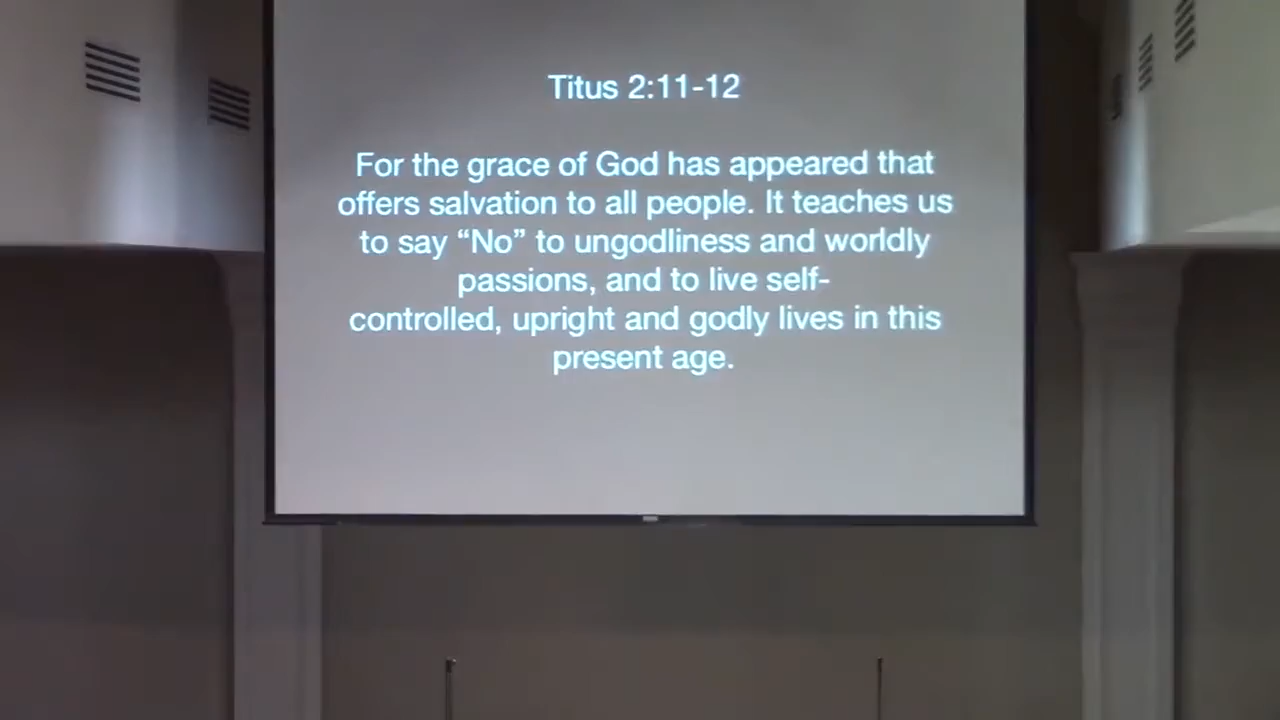 Titus 2:11-12
For the grace of God has appeared that
offers salvation to all people. It teaches us
to say “No” to ungodliness and worldly
passions, and to live self-
controlled, upright and godly lives in this
present age.